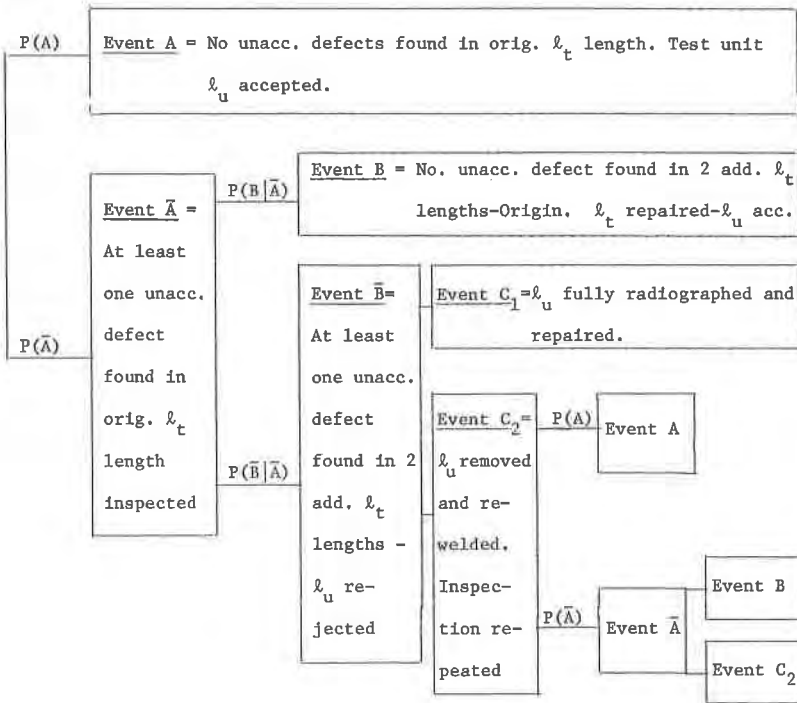 P(A)
Event A = No unacc. defects found in orig. ℓt length. Test unit
ℓu accepted.
P(Ā)
Event Ā =
At least
one unacc.
defect
found in
orig. ℓt
length
inspected
P(B|Ā)
Event B = No. unacc. defect found in 2 add. ℓt
lengths-Origin. ℓt repaired-ℓu acc.
P(B̄|Ā)
Event B̄=
At least
one unacc.
defect
found in 2
add. ℓt
lengths -
ℓu re-
jected
Event C1=ℓu fully radiographed and
repaired.
Event C2=
ℓu removed
and re-
welded.
Inspec-
tion re-
peated
P(A)
Event A
P(Ā)
Event Ā
Event B
Event C2